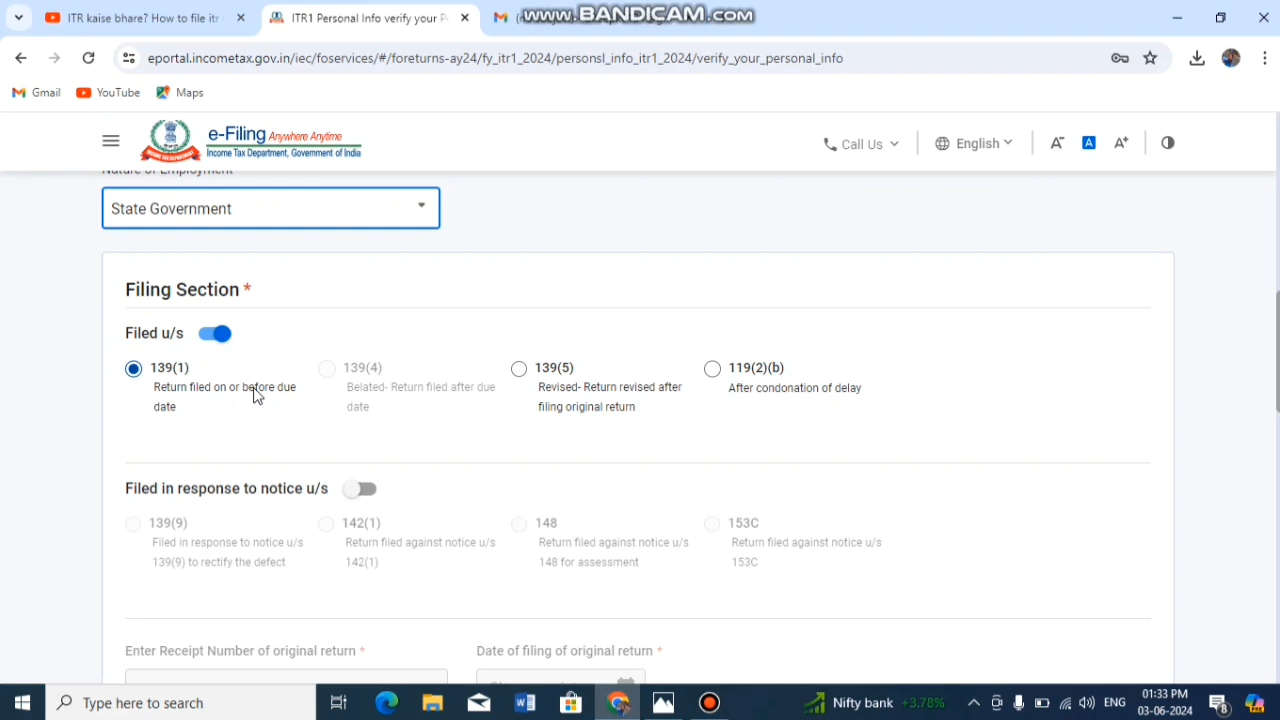 ITR kaise bhare? How to file itr
ITR1 Personal Info verify your P
www.BANDICAM.com
eportal.incometax.gov.in/iec/foservices/#/foreturns-ay24/fy_itr1_2024/personsl_info_itr1_2024/verify_your_personal_info
Gmail
YouTube
Maps
e-Filing Anywhere Anytime
Income Tax Department, Government of India
Call Us
English
A-
A
A+
Nature of Employment
State Government
Filing Section *
Filed u/s
139(1)
Return filed on or before due
date
139(4)
Belated- Return filed after due
date
139(5)
Revised- Return revised after
filing original return
119(2)(b)
After condonation of delay
Filed in response to notice u/s
139(9)
Filed in response to notice u/s
139(9) to rectify the defect
142(1)
Return filed against notice u/s
142(1)
148
Return filed against notice u/s
148 for assessment
153C
Return filed against notice u/s
153C
Enter Receipt Number of original return *
Date of filing of original return *
Type here to search
Nifty bank +3.78%
ENG
01:33 PM
03-06-2024
8